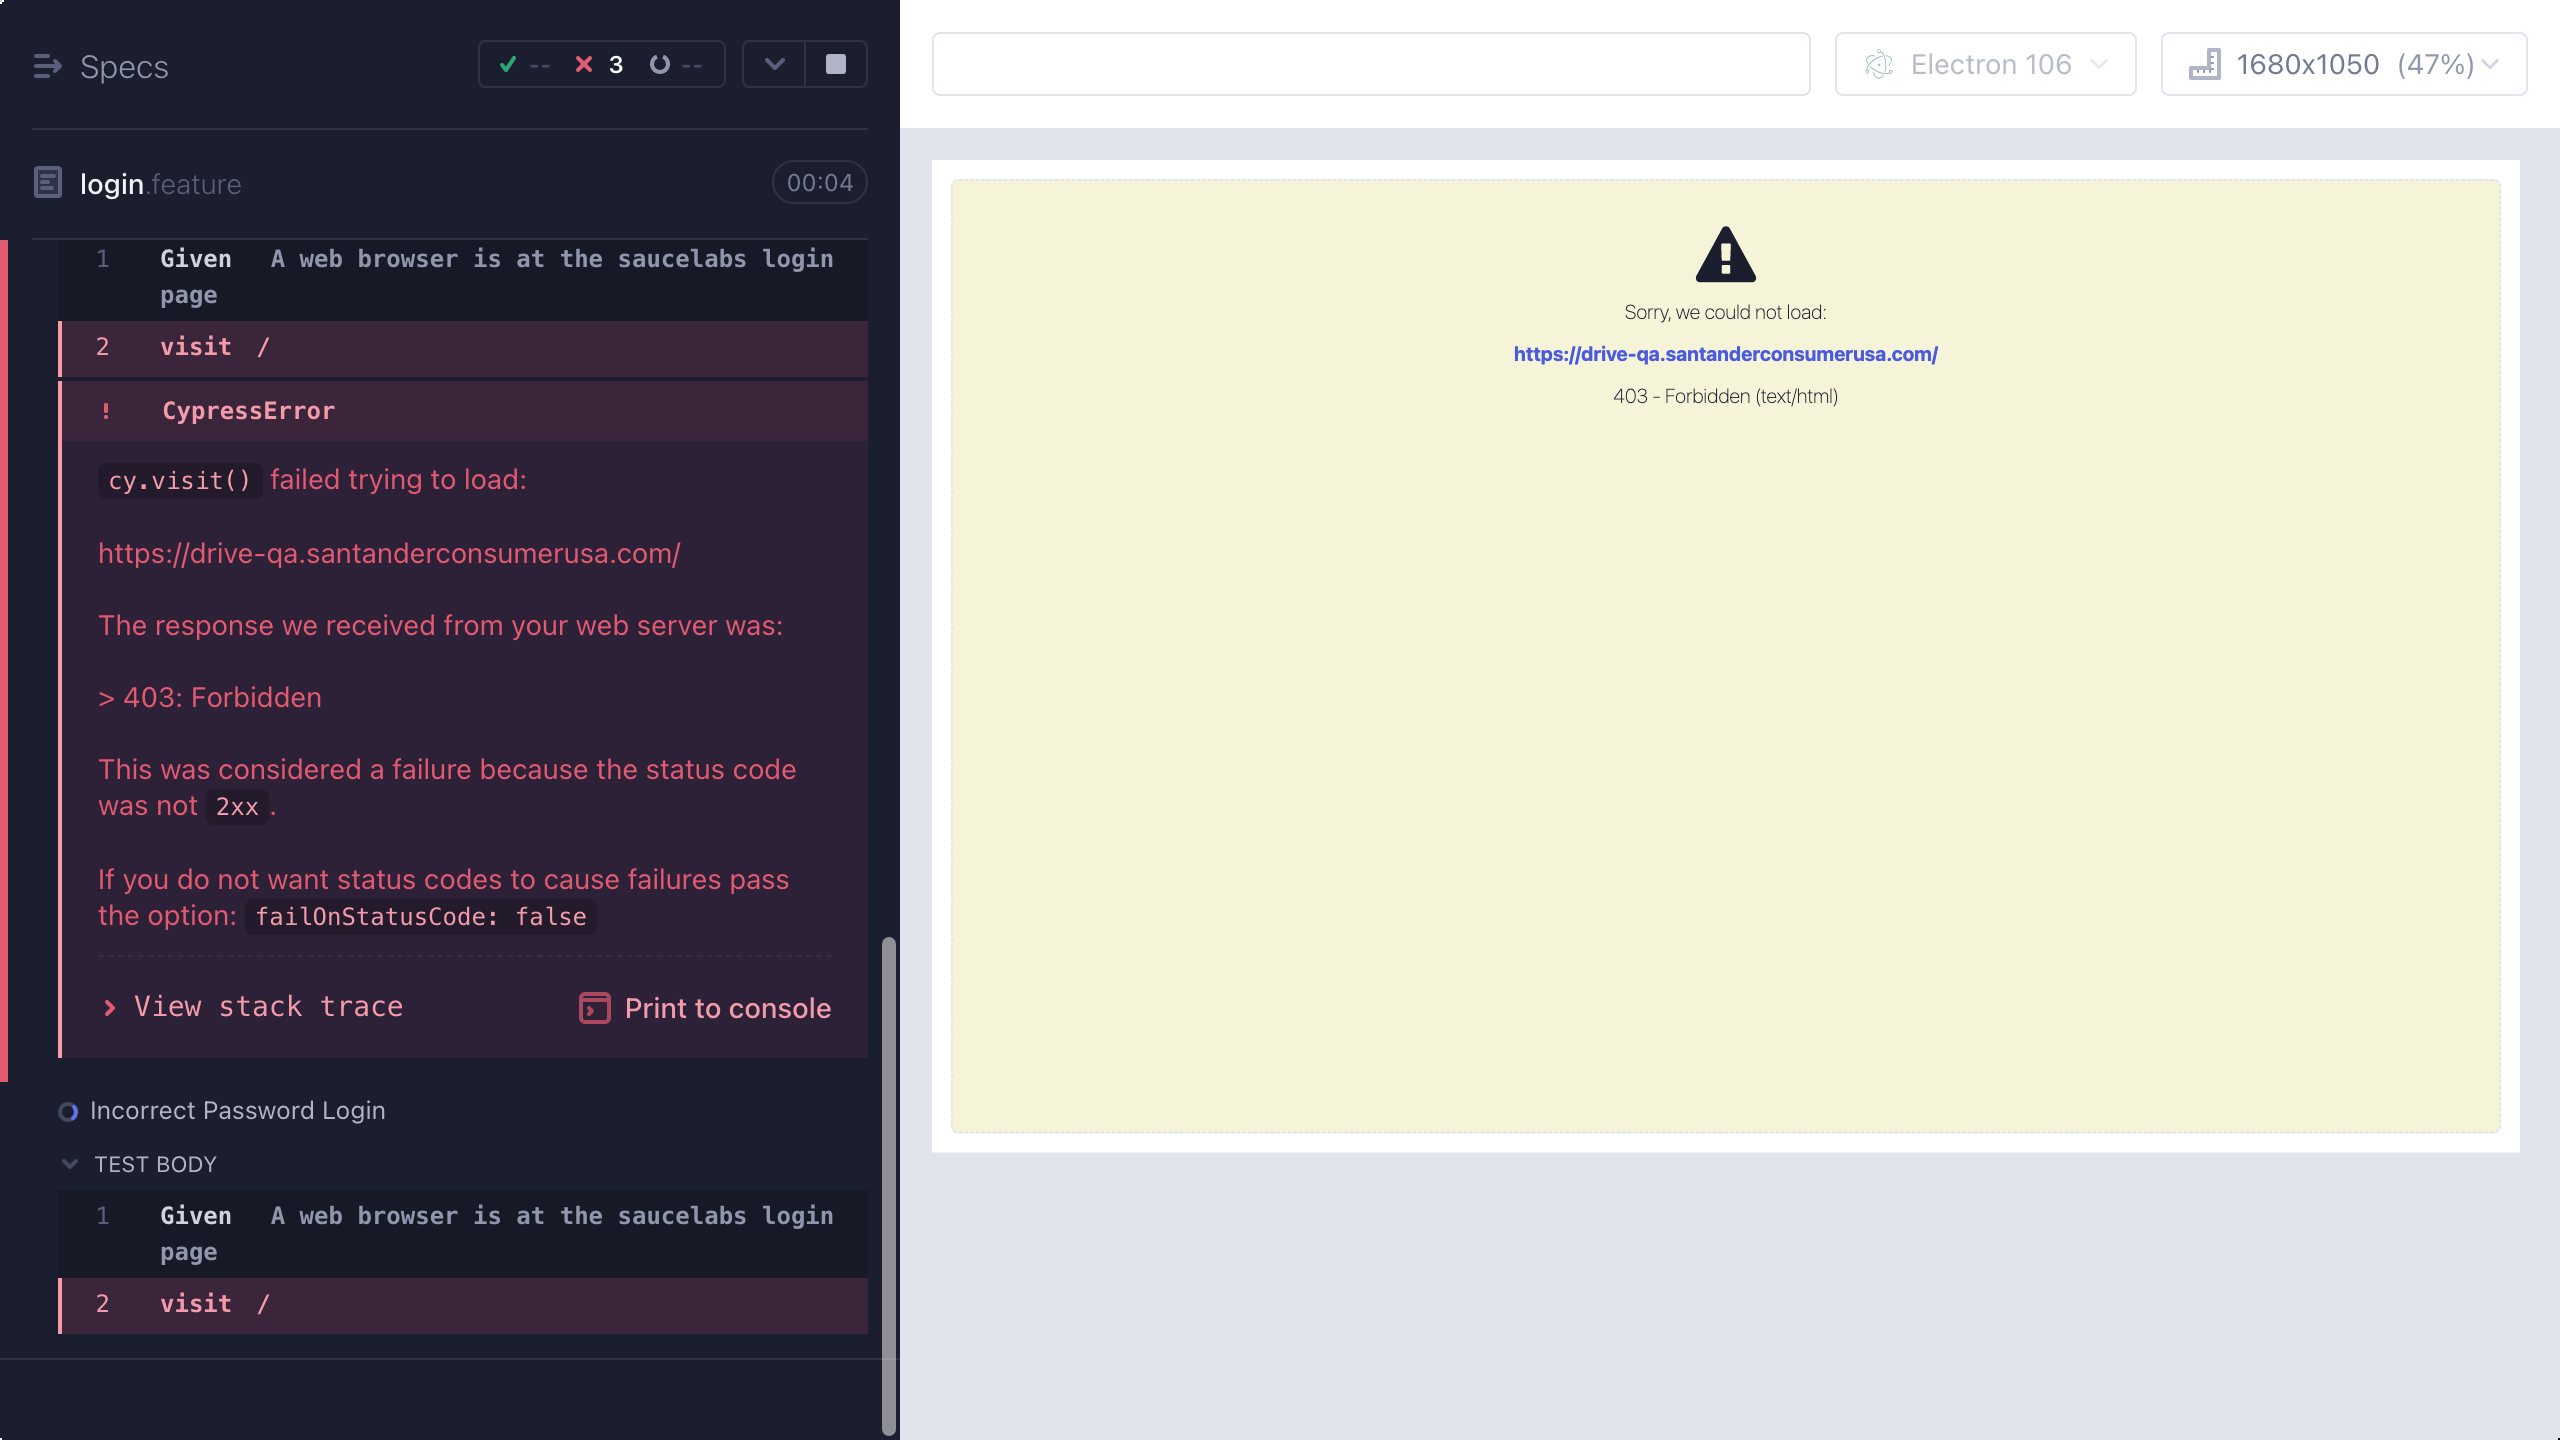 Specs
-- 3 --
Electron 106
1680x1050 (47%)
login.feature
00:04
1 Given A web browser is at the saucelabs login
page
2 visit /
! CypressError
cy.visit() failed trying to load:
https://drive-qa.santanderconsumerusa.com/
The response we received from your web server was:
> 403: Forbidden
This was considered a failure because the status code
was not 2xx.
If you do not want status codes to cause failures pass
the option: failOnStatusCode: false
View stack trace
Print to console
Incorrect Password Login
TEST BODY
1 Given A web browser is at the saucelabs login
page
2 visit /
Sorry, we could not load:
https://drive-qa.santanderconsumerusa.com/
403 - Forbidden (text/html)